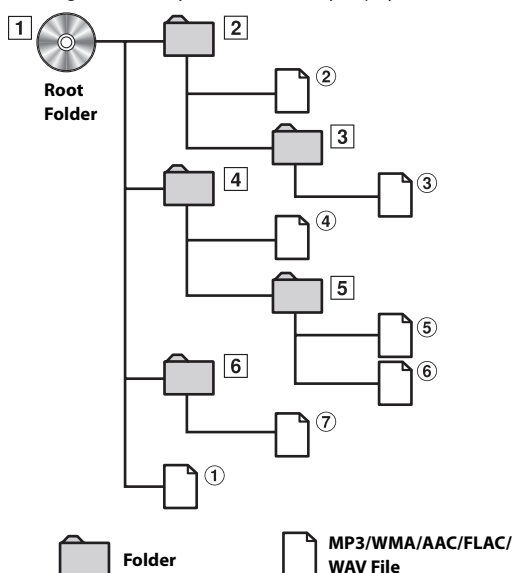 1
2
Root
Folder
②
3
③
4
④
5
⑤
⑥
6
⑦
①
Folder
MP3/WMA/AAC/FLAC/
WAV File